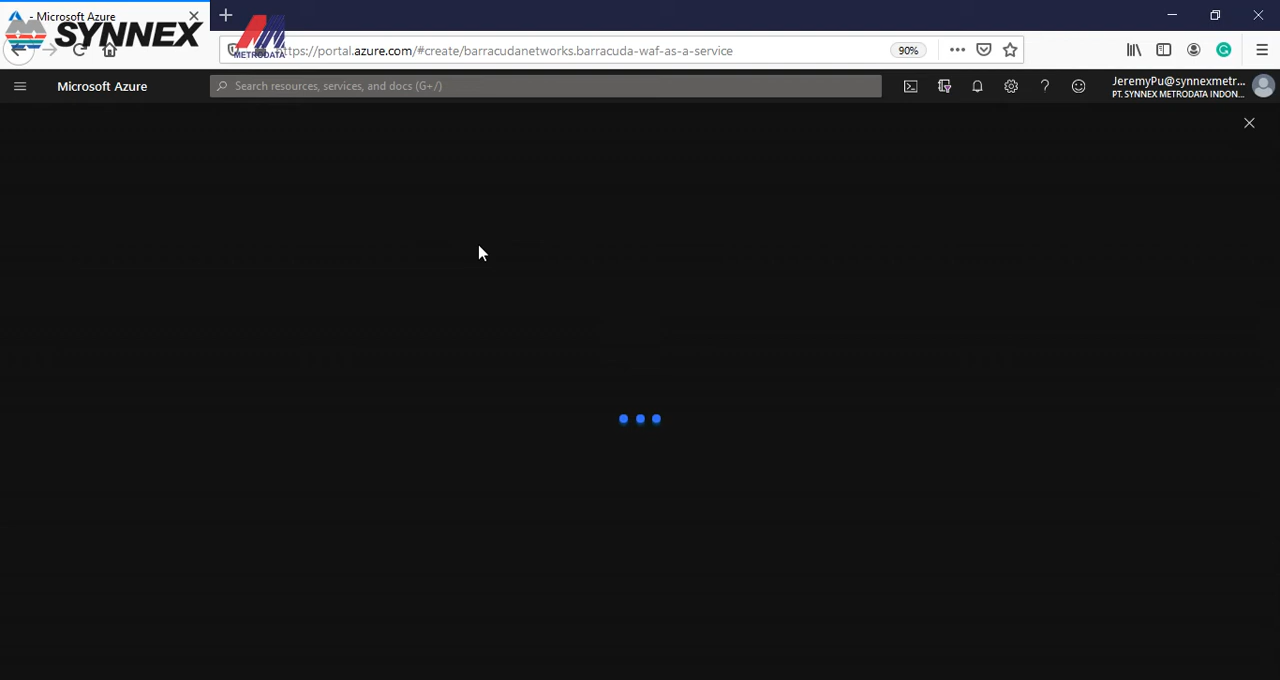 - Microsoft Azure
SYNNEX
METRODATA
ttps://portal.azure.com/#create/barracudanetworks.barracuda-waf-as-a-service
90%
Microsoft Azure
Search resources, services, and docs (G+/)
JeremyPu@synnexmetr...
PT. SYNNEX METRODATA INDON...